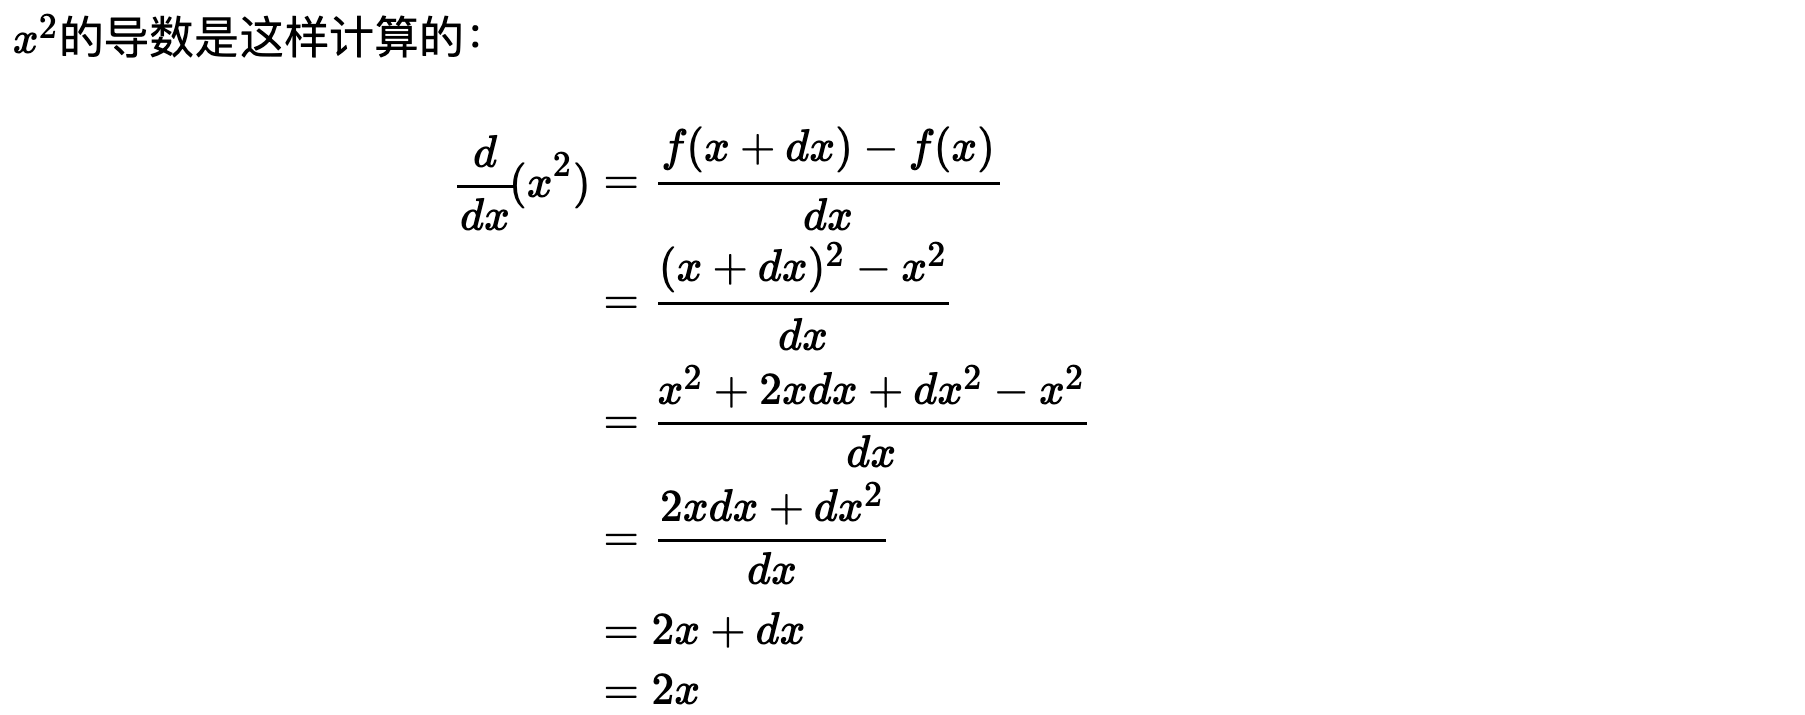 x²的导数是这样计算的：
d/dx (x²) = (f(x + dx) − f(x))/dx
= ((x + dx)² − x²)/dx
= (x² + 2xdx + dx² − x²)/dx
= (2xdx + dx²)/dx
= 2x + dx
= 2x